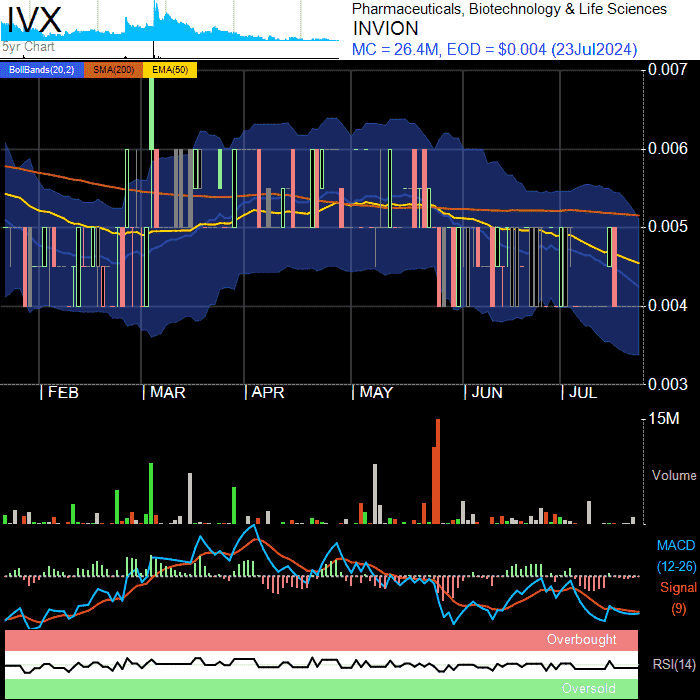 IVX
5yr Chart
Pharmaceuticals, Biotechnology & Life Sciences
INVION
MC = 26.4M, EOD = $0.004 (23Jul2024)
BollBands(20,2) SMA(200) EMA(50)
0.007
0.006
0.005
0.004
0.003
| FEB | MAR | APR | MAY | JUN | JUL
15M
Volume
MACD
(12-26)
Signal
(9)
Overbought
RSI(14)
Oversold